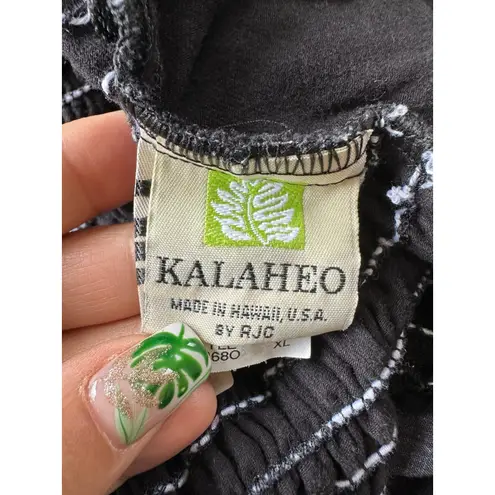 KALAHEO
MADE IN HAWAII, U.S.A.
BY RJC
XL
680